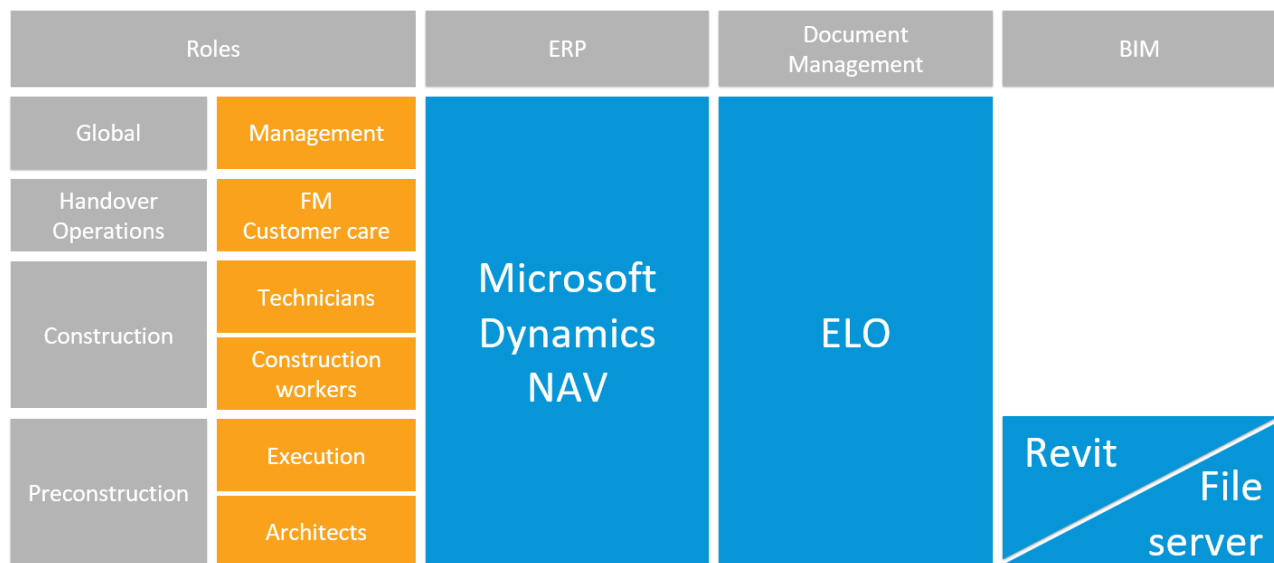 Roles
ERP
Document
Management
BIM
Global
Management
Handover
Operations
FM
Customer care
Construction
Technicians
Construction
workers
Preconstruction
Execution
Architects
Microsoft
Dynamics
NAV
ELO
Revit
File
server